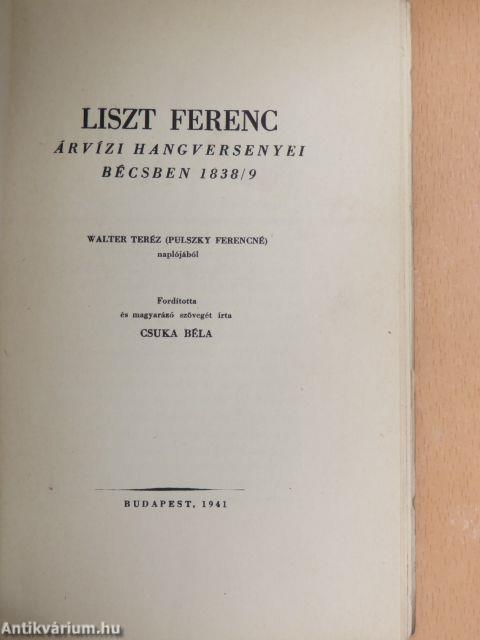 LISZT FERENC
ÁRVÍZI HANGVERSENYEI
BÉCSBEN 1838/9
WALTER TERÉZ (PULSZKY FERENCNÉ)
naplójából
Fordította
és magyarázó szövegét írta
CSUKA BÉLA
BUDAPEST, 1941
Antikvárium.hu